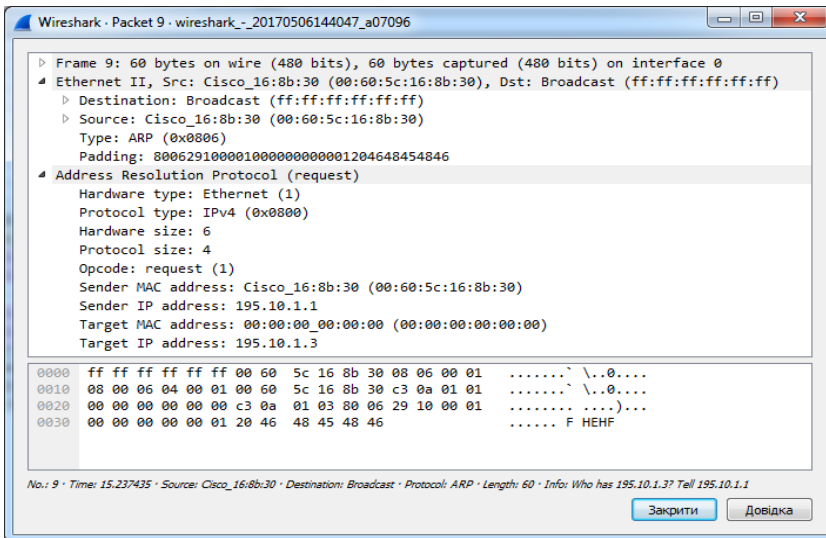 Wireshark · Packet 9 · wireshark_-_20170506144047_a07096
Frame 9: 60 bytes on wire (480 bits), 60 bytes captured (480 bits) on interface 0
Ethernet II, Src: Cisco_16:8b:30 (00:60:5c:16:8b:30), Dst: Broadcast (ff:ff:ff:ff:ff:ff)
Destination: Broadcast (ff:ff:ff:ff:ff:ff)
Source: Cisco_16:8b:30 (00:60:5c:16:8b:30)
Type: ARP (0x0806)
Padding: 800629100001000000000001204648454846
Address Resolution Protocol (request)
Hardware type: Ethernet (1)
Protocol type: IPv4 (0x0800)
Hardware size: 6
Protocol size: 4
Opcode: request (1)
Sender MAC address: Cisco_16:8b:30 (00:60:5c:16:8b:30)
Sender IP address: 195.10.1.1
Target MAC address: 00:00:00_00:00:00 (00:00:00:00:00:00)
Target IP address: 195.10.1.3
0000 ff ff ff ff ff ff 00 60 5c 16 8b 30 08 06 00 01 .......` \..0....
0010 08 00 06 04 00 01 00 60 5c 16 8b 30 c3 0a 01 01 .......` \..0....
0020 00 00 00 00 00 00 c3 0a 01 03 80 06 29 10 00 01 ........ ....)...
0030 00 00 00 00 00 01 20 46 48 45 48 46 ...... F HEHF
No.: 9 · Time: 15.237435 · Source: Cisco_16:8b:30 · Destination: Broadcast · Protocol: ARP · Length: 60 · Info: Who has 195.10.1.3? Tell 195.10.1.1
Закрити Довідка